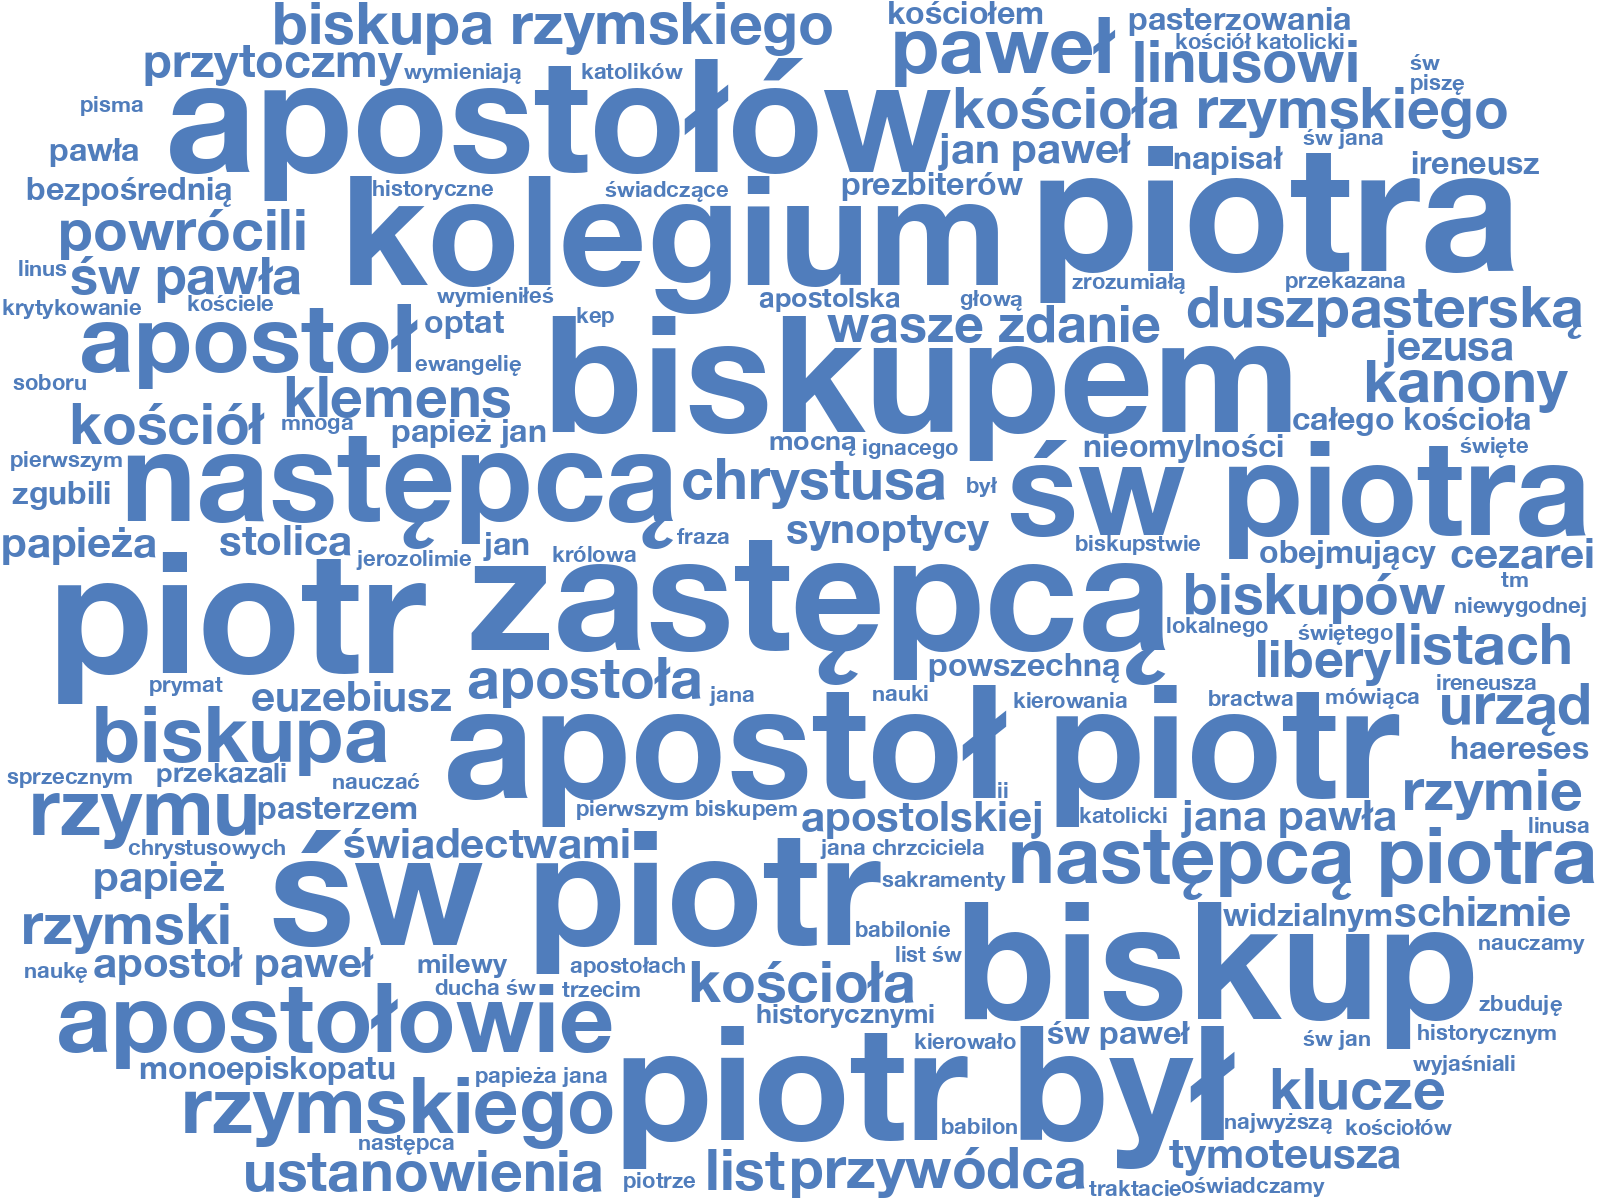 biskupa rzymskiego
kościołem
pasterzowania
paweł
kościół katolicki
przytoczmy
wymieniają
katolików
linusowi
św
piszę
pisma
apostołów
kościoła rzymskiego
pawła
jan paweł
napisał
św jana
ireneusz
bezpośrednią
historyczne
świadczące
prezbiterów
piotra
powrócili
kolegium
linus
św pawła
zrozumiałą
przekazana
krytykowanie
kościele
wymieniłeś
apostolska
głową
duszpasterską
apostoł
optat
kep
wasze zdanie
jezusa
ewangelię
biskupem
soboru
klemens
kanony
kościół
mnoga
papież jan
całego kościoła
mocną
ignacego
nieomylności
święte
pierwszym
następcą
chrystusa
był
św piotra
zgubili
papieża
stolica
jerozolimie
jan
królowa
fraza
synoptycy
biskupstwie
obejmujący
cezarei
piotr
zastępcą
biskupów
tm
niewygodnej
lokalnego
świętego
listach
libery
powszechną
prymat
euzebiusz
apostoła
jana
nauki
kierowania
bractwa
mówiąca
ireneusza
urząd
biskupa
apostoł piotr
haereses
sprzecznym
przekazali
nauczać
ii
rzymie
rzymu
pasterzem
pierwszym biskupem
apostolskiej
katolicki
jana pawła
linusa
chrystusowych
świadectwami
jana chrzciciela
następcą piotra
papież
św piotr
sakramenty
rzymski
babilonie
biskup
widzialnym
schizmie
nauczamy
naukę
apostoł paweł
milewy
apostołach
list św
ducha św
trzecim
kościoła
zbuduję
apostołowie
historycznymi
kierowało
św paweł
św jan
historycznym
monoepiskopatu
papieża jana
piotr był
wyjaśniali
rzymskiego
klucze
babilon
najwyższą
kościołów
następca
ustanowienia
piotrze
list
przywódca
tymoteusza
traktacie
oświadczamy